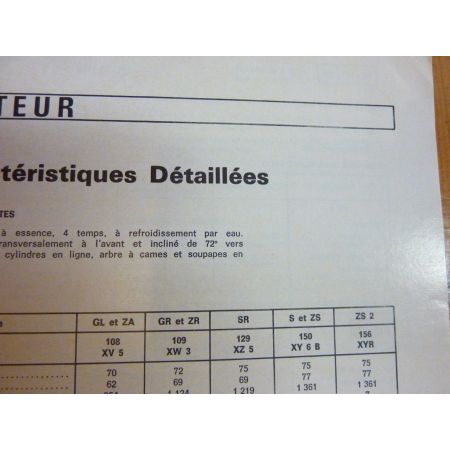 TEUR
téristiques Détaillées
TES
à essence, 4 temps, à refroidissement par eau.
ransversalement à l'avant et incliné de 72° vers
cylindres en ligne, arbre à cames et soupapes en
GL et ZA GR et ZR SR S et ZS ZS 2
108 109 129 150 156
XV 5 XW 3 XZ 5 XY 6 B XYR
70 72 75 75 75
62 69 69 77 77
1 124 1 219 1 361 1 361